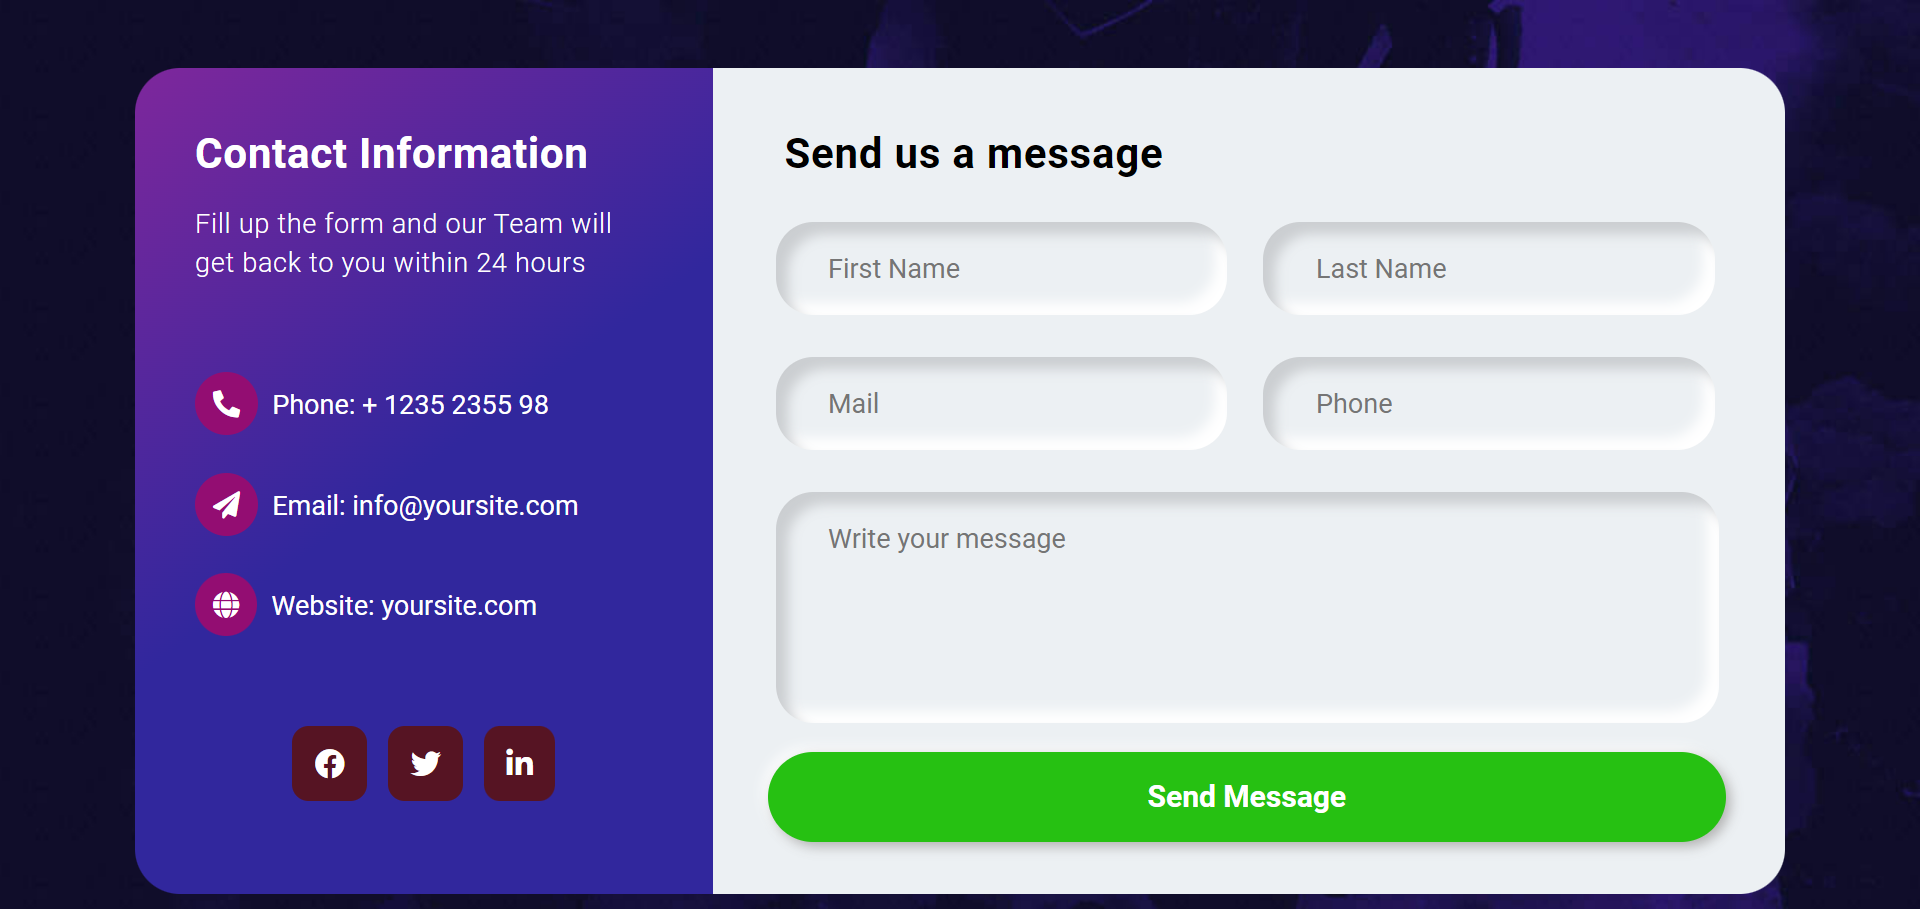 Contact Information
Fill up the form and our Team will
get back to you within 24 hours
Phone: + 1235 2355 98
Email: info@yoursite.com
Website: yoursite.com
Send us a message
First Name
Last Name
Mail
Phone
Write your message
Send Message